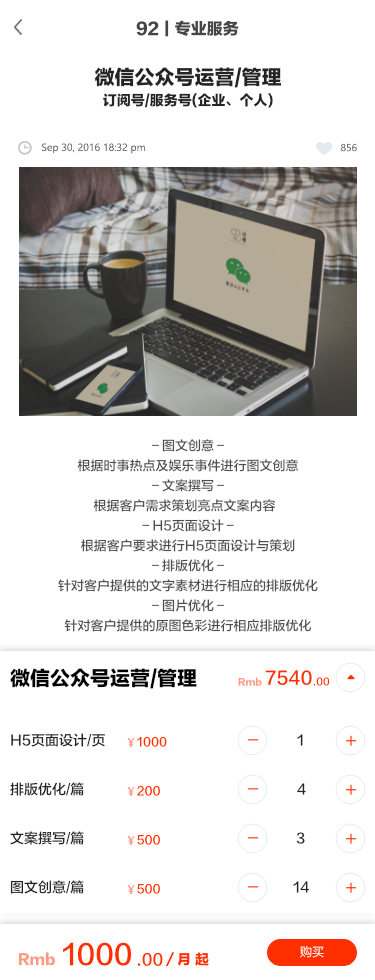 92 | 专业服务
微信公众号运营/管理
订阅号/服务号(企业、个人)
Sep 30, 2016 18:32 pm
856
– 图文创意 –
根据时事热点及娱乐事件进行图文创意
– 文案撰写 –
根据客户需求策划亮点文案内容
– H5页面设计 –
根据客户要求进行H5页面设计与策划
– 排版优化 –
针对客户提供的文字素材进行相应的排版优化
– 图片优化 –
针对客户提供的原图色彩进行相应排版优化
微信公众号运营/管理 Rmb 7540.00
H5页面设计/页 ¥1000 − 1 +
排版优化/篇 ¥200 − 4 +
文案撰写/篇 ¥500 − 3 +
图文创意/篇 ¥500 − 14 +
Rmb 1000.00/月起 购买